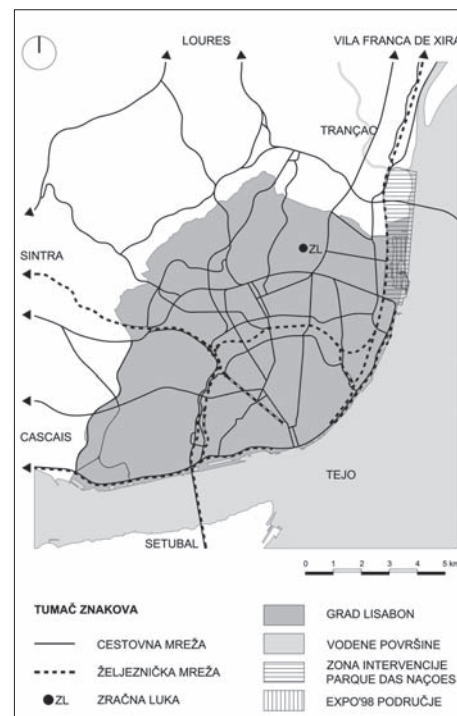 LOURES
VILA FRANCA DE XIRA
TRANÇAO
ZL
SINTRA
CASCAIS
TEJO
SETUBAL
0 1 2 3 4 5 km
TUMAČ ZNAKOVA
CESTOVNA MREŽA
ŽELJEZNIČKA MREŽA
ZL ZRAČNA LUKA
GRAD LISABON
VODENE POVRŠINE
ZONA INTERVENCIJE
PARQUE DAS NAÇOES
EXPO'98 PODRUČJE